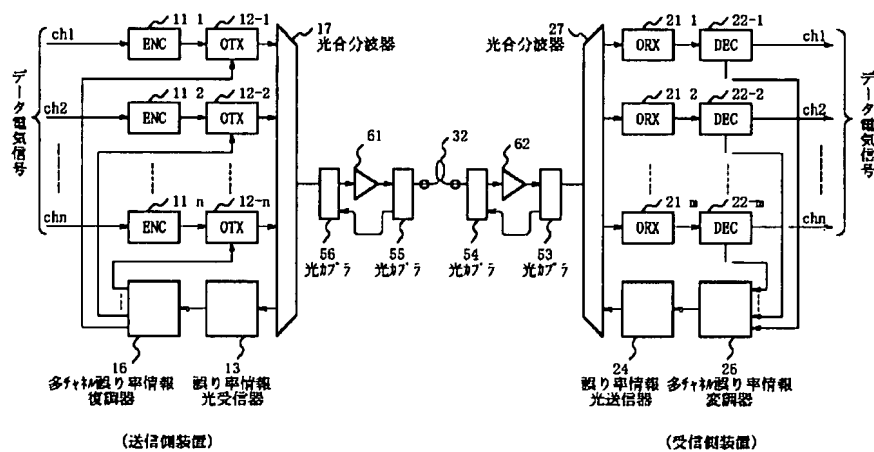 11-1
12-1
17
光合分波器
27
光合分波器
21-1
22-1
ch1
ENC
OTX
ORX
DEC
ch1
データ電気信号
11-2
12-2
21-2
22-2
ch2
ENC
OTX
ORX
DEC
ch2
データ電気信号
61
32
62
11-n
12-n
21-m
22-m
chn
ENC
OTX
ORX
DEC
chn
56
光カプラ
55
光カプラ
54
光カプラ
53
光カプラ
16
多チャネル誤り率情報
復調器
13
誤り率情報
光受信器
24
誤り率情報
光送信器
26
多チャネル誤り率情報
変調器
(送信側装置)
(受信側装置)